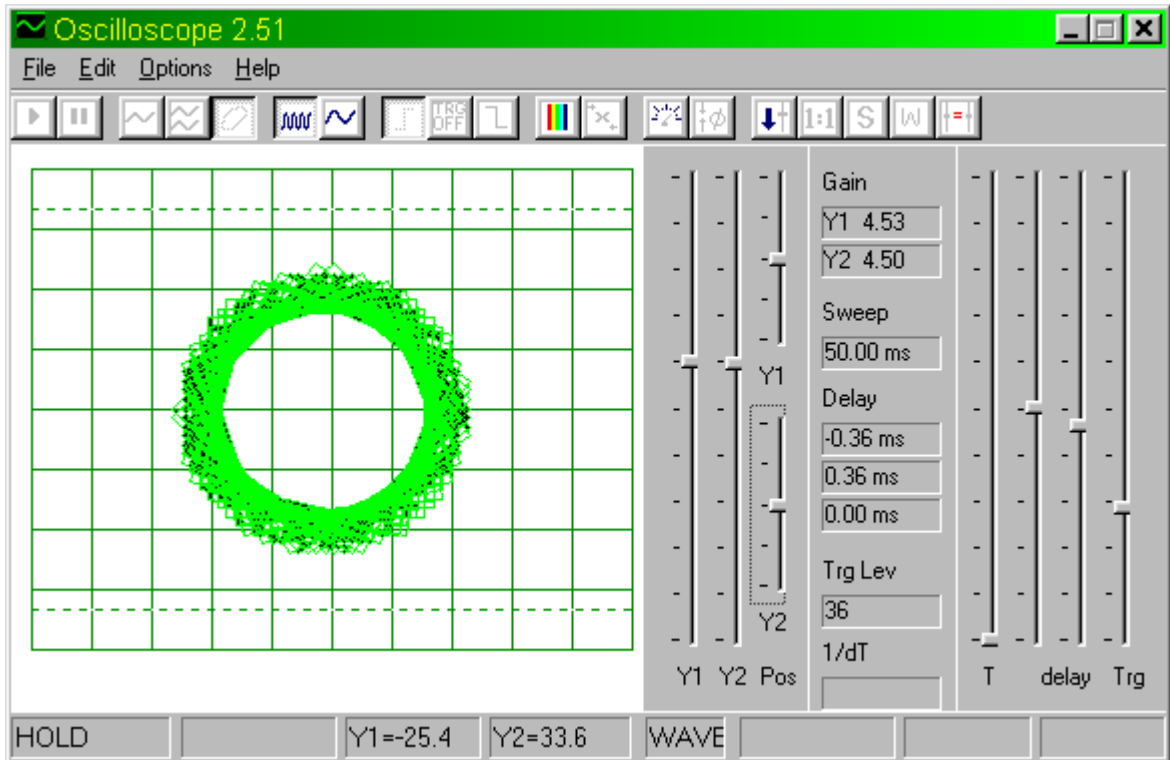 Oscilloscope 2.51
File Edit Options Help
TRG OFF
1:1 S W
Gain
Y1 4.53
Y2 4.50
Sweep
50.00 ms
Y1
Delay
-0.36 ms
0.36 ms
0.00 ms
Trg Lev
36
Y2
1/dT
Y1 Y2 Pos
T delay Trg
HOLD Y1=-25.4 Y2=33.6 WAVE